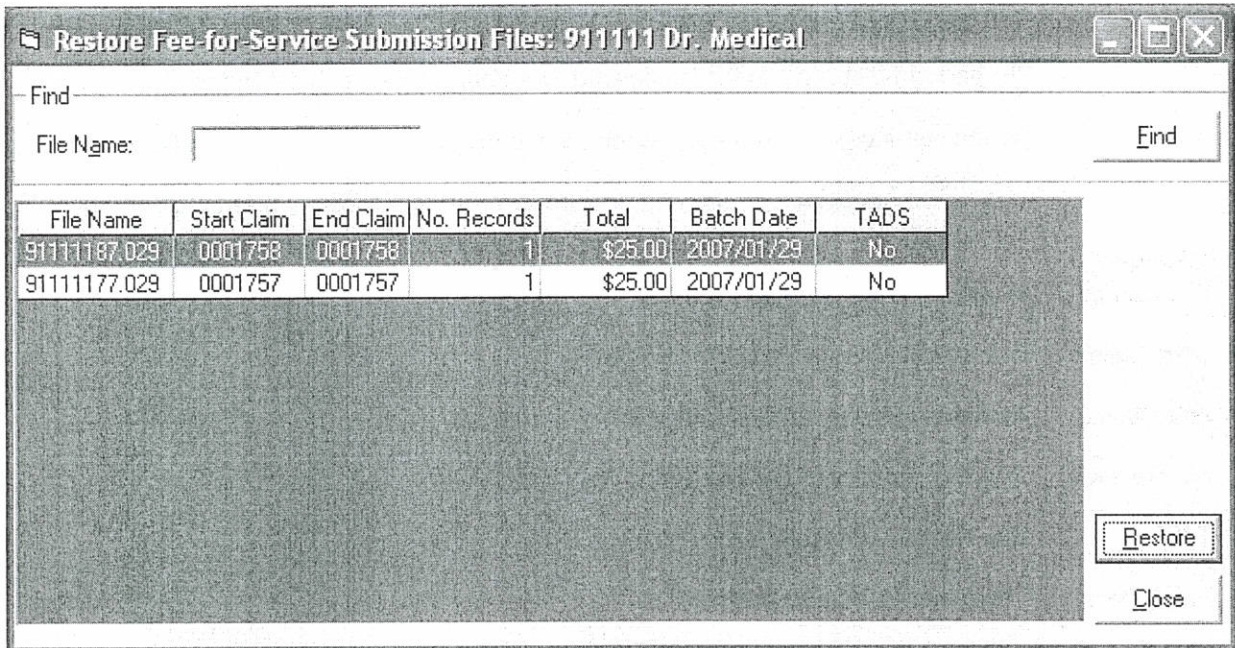 Restore Fee-for-Service Submission Files: 911111 Dr. Medical
Find
File Name:
Find
File Name Start Claim End Claim No. Records Total Batch Date TADS
91111187.029 0001758 0001758 1 $25.00 2007/01/29 No
91111177.029 0001757 0001757 1 $25.00 2007/01/29 No
Restore
Close